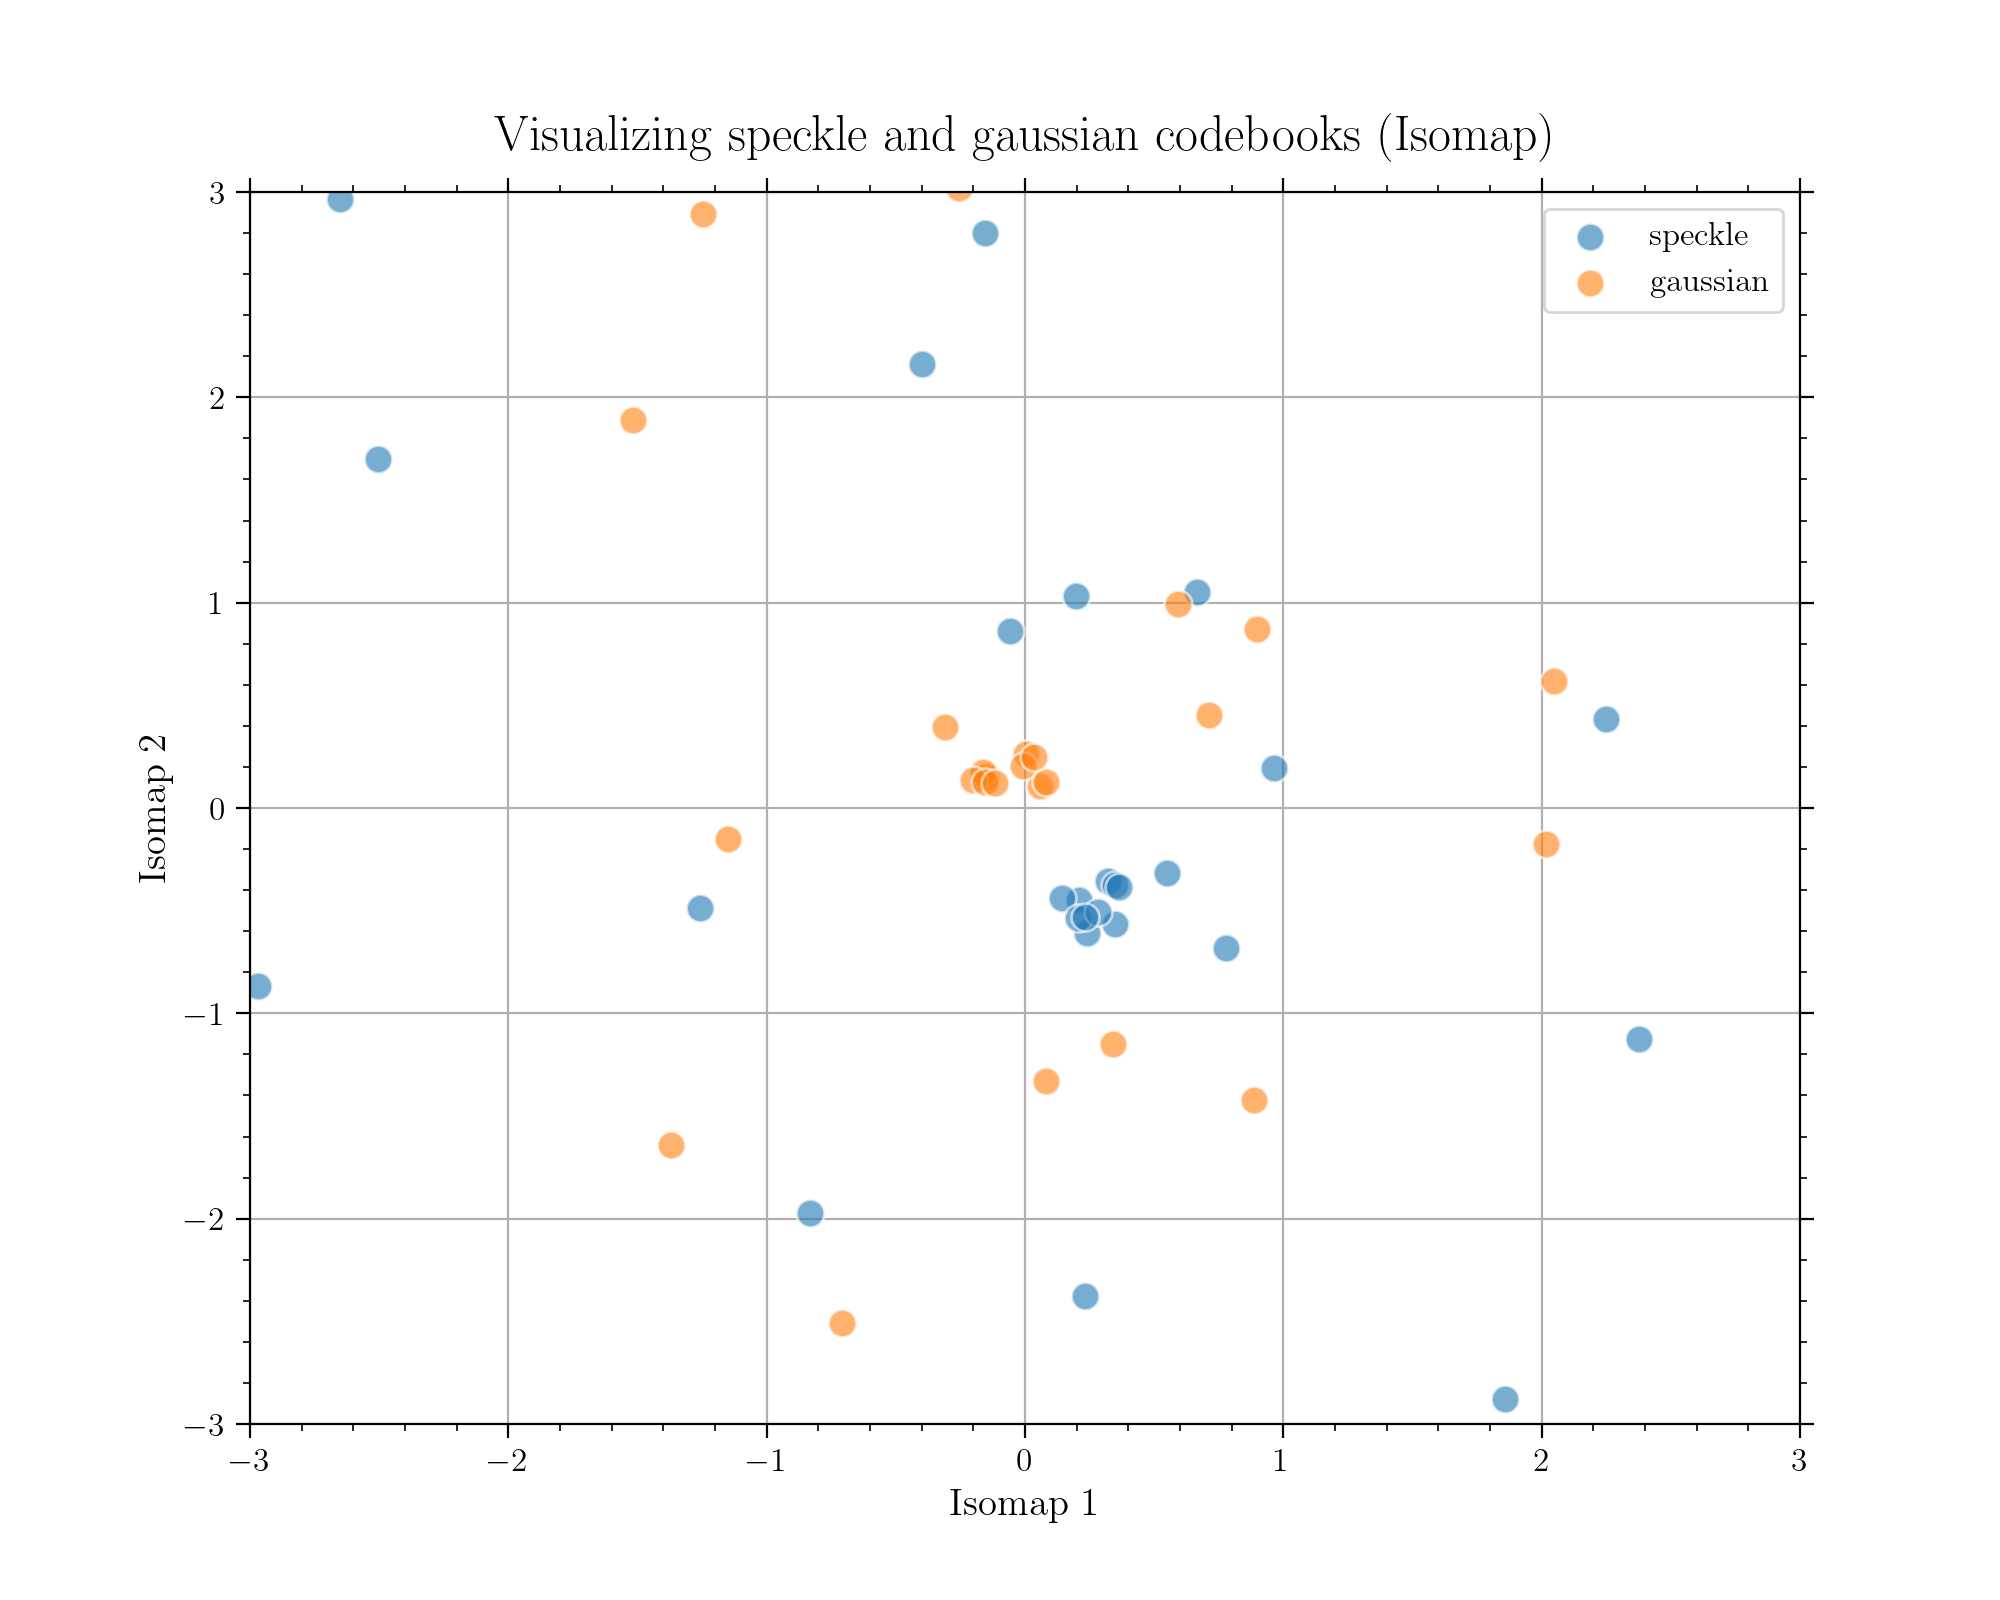 Visualizing speckle and gaussian codebooks (Isomap)
3
speckle
gaussian
2
1
Isomap 2
0
−1
−2
−3
−3 −2 −1 0 1 2 3
Isomap 1